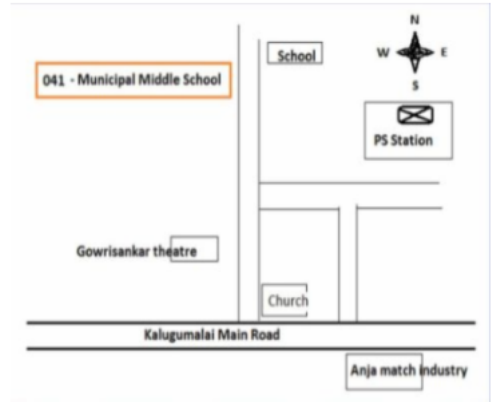 N
School
W E
041 - Municipal Middle School
S
PS Station
Gowrisankar theatre
Church
Kalugumalai Main Road
Anja match industry